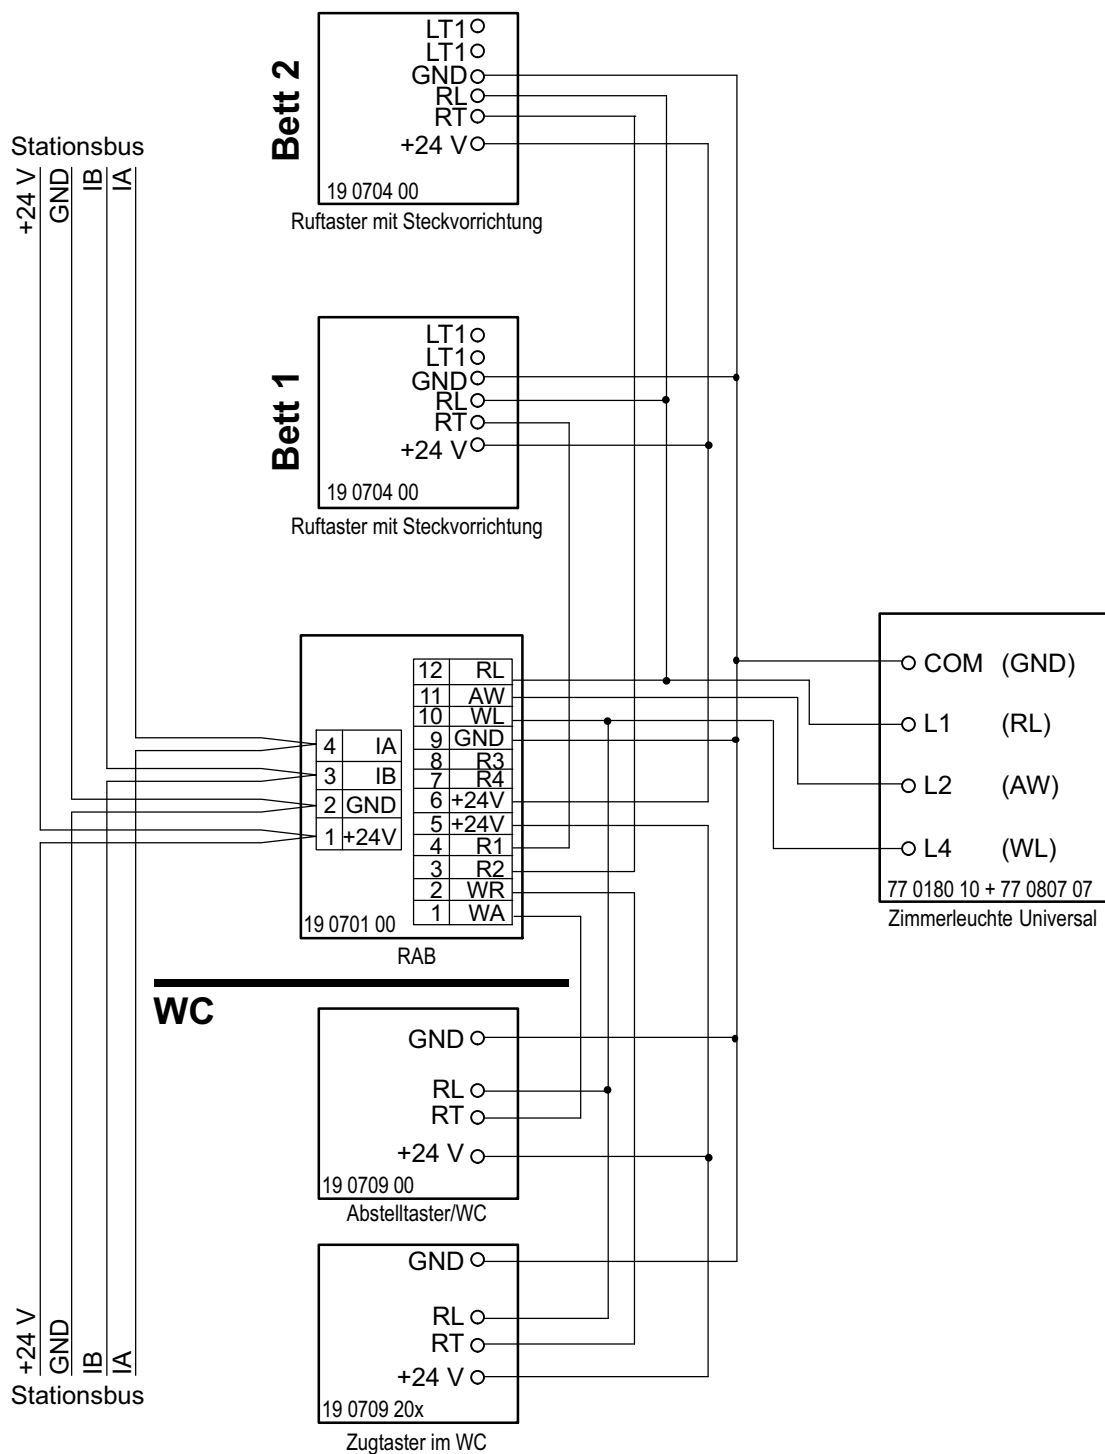 Bett 2
LT1
LT1
GND
RL
RT
+24 V
19 0704 00
Ruftaster mit Steckvorrichtung
Stationsbus
+24 V
GND
IB
IA
Bett 1
LT1
LT1
GND
RL
RT
+24 V
19 0704 00
Ruftaster mit Steckvorrichtung
4 IA
3 IB
2 GND
1 +24V
12 RL
11 AW
10 WL
9 GND
8 R3
7 R4
6 +24V
5 +24V
4 R1
3 R2
2 WR
1 WA
19 0701 00
RAB
COM (GND)
L1 (RL)
L2 (AW)
L4 (WL)
77 0180 10 + 77 0807 07
Zimmerleuchte Universal
WC
GND
RL
RT
+24 V
19 0709 00
Abstelltaster/WC
GND
RL
RT
+24 V
19 0709 20x
Zugtaster im WC
+24 V
GND
IB
IA
Stationsbus